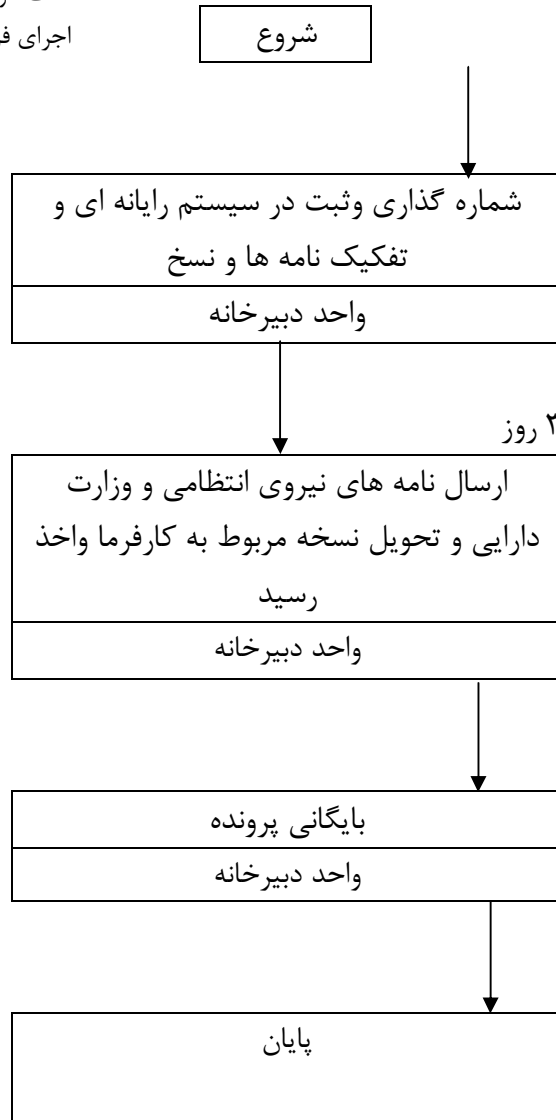 اجرای
شروع
شماره گذاری وثبت در سیستم رایانه ای و
تفکیک نامه ها و نسخ
واحد دبیرخانه
۲ روز
ارسال نامه های نیروی انتظامی و وزارت
دارایی و تحویل نسخه مربوط به کارفرما واخذ
رسید
واحد دبیرخانه
بایگانی پرونده
واحد دبیرخانه
پایان